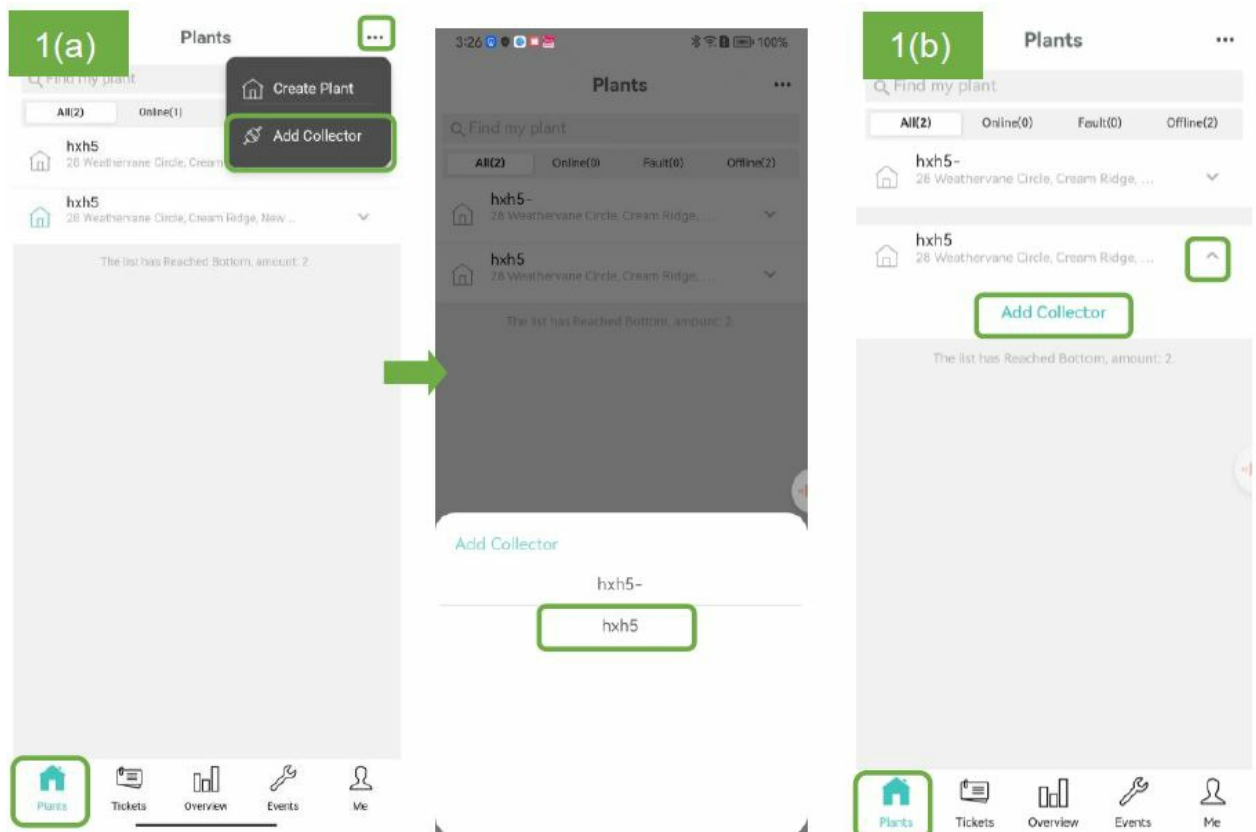 1(a)
Plants
...
Find my plant
Create Plant
All(2) Online(1)
Add Collector
hxh5
28 Weathervane Circle, Cream
hxh5
28 Weathervane Circle, Cream Ridge, New ...
The list has Reached Bottom, amount: 2
Plants Tickets Overview Events Me
3:26 100%
Plants
...
Find my plant
All(2) Online(0) Fault(0) Offline(2)
hxh5-
28 Weathervane Circle, Cream Ridge, ...
hxh5
28 Weathervane Circle, Cream Ridge, ...
The list has Reached Bottom, amount: 2
Add Collector
hxh5-
hxh5
1(b)
Plants
...
Find my plant
All(2) Online(0) Fault(0) Offline(2)
hxh5-
28 Weathervane Circle, Cream Ridge, ...
hxh5
28 Weathervane Circle, Cream Ridge, ...
Add Collector
The list has Reached Bottom, amount: 2
Plants Tickets Overview Events Me